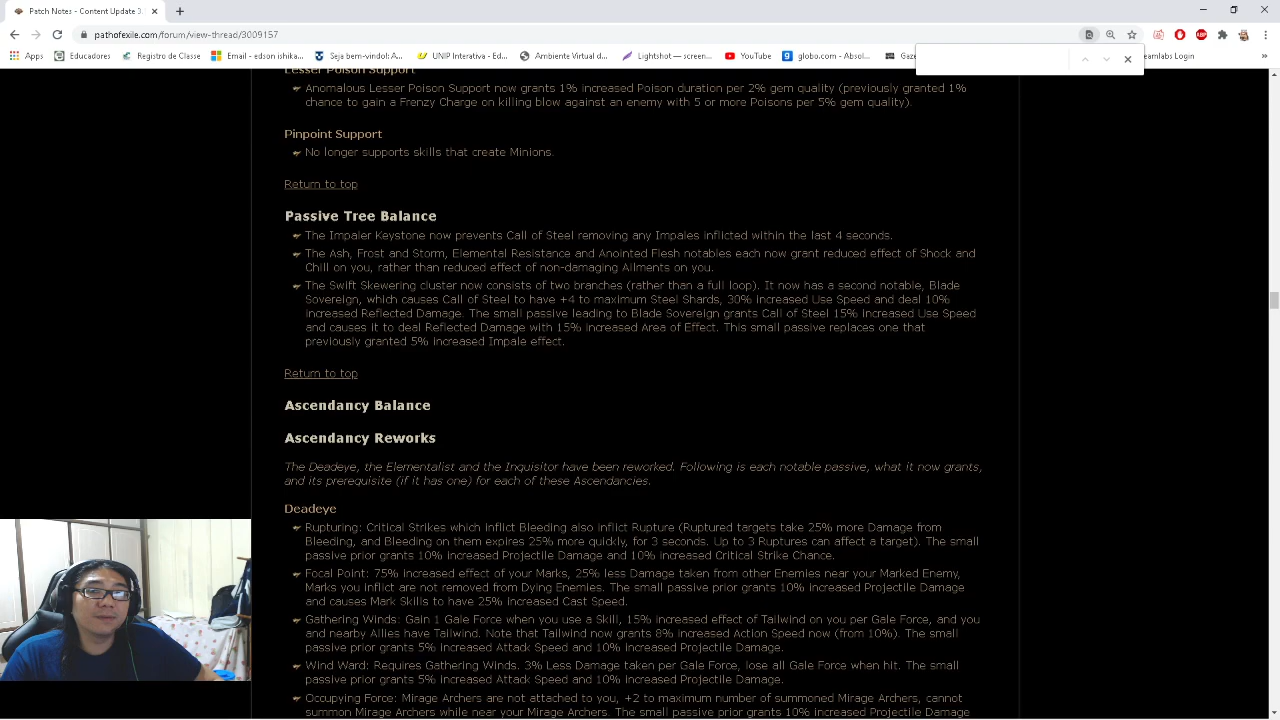 Patch Notes - Content Update 3.
pathofexile.com/forum/view-thread/3009157
Apps
Educadores
Registro de Classe
Email - edson ishika...
Seja bem-vindo!: A...
UNIP Interativa - Ed...
Ambiente Virtual d...
Lightshot — screen...
YouTube
globo.com - Absol...
Gaze
eamlabs Login
»
Lesser Poison Support
Anomalous Lesser Poison Support now grants 1% increased Poison duration per 2% gem quality (previously granted 1%
chance to gain a Frenzy Charge on killing blow against an enemy with 5 or more Poisons per 5% gem quality).
Pinpoint Support
No longer supports skills that create Minions.
Return to top
Passive Tree Balance
The Impaler Keystone now prevents Call of Steel removing any Impales inflicted within the last 4 seconds.
The Ash, Frost and Storm, Elemental Resistance and Anointed Flesh notables each now grant reduced effect of Shock and
Chill on you, rather than reduced effect of non-damaging Ailments on you.
The Swift Skewering cluster now consists of two branches (rather than a full loop). It now has a second notable, Blade
Sovereign, which causes Call of Steel to have +4 to maximum Steel Shards, 30% increased Use Speed and deal 10%
increased Reflected Damage. The small passive leading to Blade Sovereign grants Call of Steel 15% increased Use Speed
and causes it to deal Reflected Damage with 15% increased Area of Effect. This small passive replaces one that
previously granted 5% increased Impale effect.
Return to top
Ascendancy Balance
Ascendancy Reworks
The Deadeye, the Elementalist and the Inquisitor have been reworked. Following is each notable passive, what it now grants,
and its prerequisite (if it has one) for each of these Ascendancies.
Deadeye
Rupturing: Critical Strikes which inflict Bleeding also inflict Rupture (Ruptured targets take 25% more Damage from
Bleeding, and Bleeding on them expires 25% more quickly, for 3 seconds. Up to 3 Ruptures can affect a target). The small
passive prior grants 10% increased Projectile Damage and 10% increased Critical Strike Chance.
Focal Point: 75% increased effect of your Marks, 25% less Damage taken from other Enemies near your Marked Enemy,
Marks you inflict are not removed from Dying Enemies. The small passive prior grants 10% increased Projectile Damage
and causes Mark Skills to have 25% increased Cast Speed.
Gathering Winds: Gain 1 Gale Force when you use a Skill, 15% increased effect of Tailwind on you per Gale Force, and you
and nearby Allies have Tailwind. Note that Tailwind now grants 8% increased Action Speed now (from 10%). The small
passive prior grants 5% increased Attack Speed and 10% increased Projectile Damage.
Wind Ward: Requires Gathering Winds. 3% Less Damage taken per Gale Force, lose all Gale Force when hit. The small
passive prior grants 5% increased Attack Speed and 10% increased Projectile Damage.
Occupying Force: Mirage Archers are not attached to you, +2 to maximum number of summoned Mirage Archers, cannot
summon Mirage Archers while near your Mirage Archers. The small passive prior grants 10% increased Projectile Damage